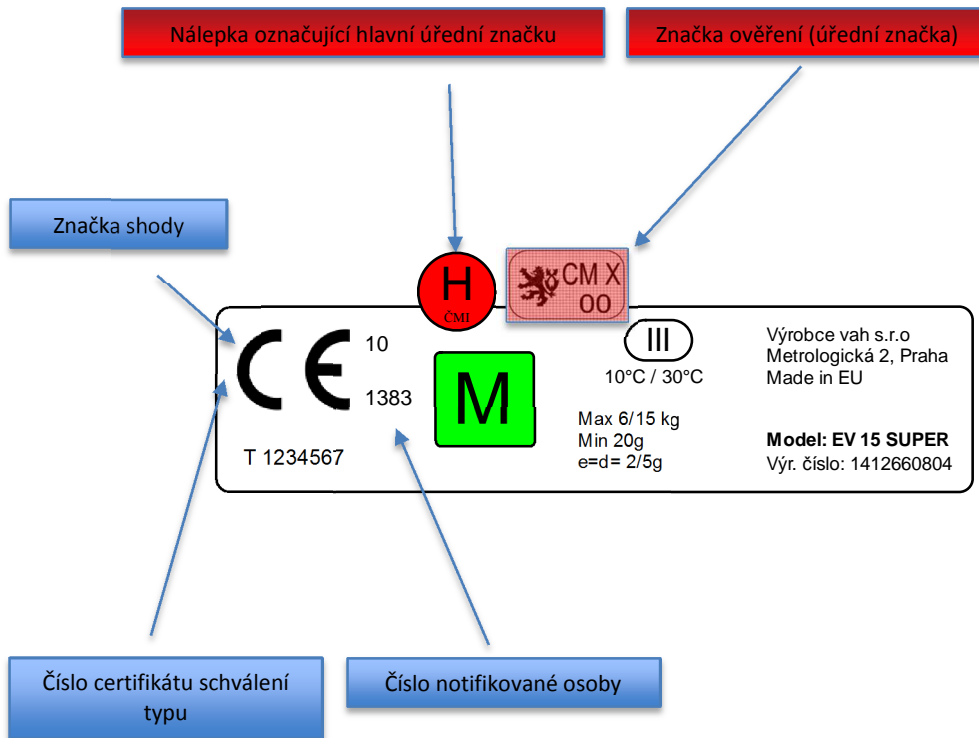 Nálepka označující hlavní úřední značku
Značka ověření (úřední značka)
Značka shody
H
ČMI
CM X
00
CE
10
1383
M
T 1234567
III
10°C / 30°C
Max 6/15 kg
Min 20g
e=d= 2/5g
Výrobce vah s.r.o
Metrologická 2, Praha
Made in EU
Model: EV 15 SUPER
Výr. číslo: 1412660804
Číslo certifikátu schválení
typu
Číslo notifikované osoby